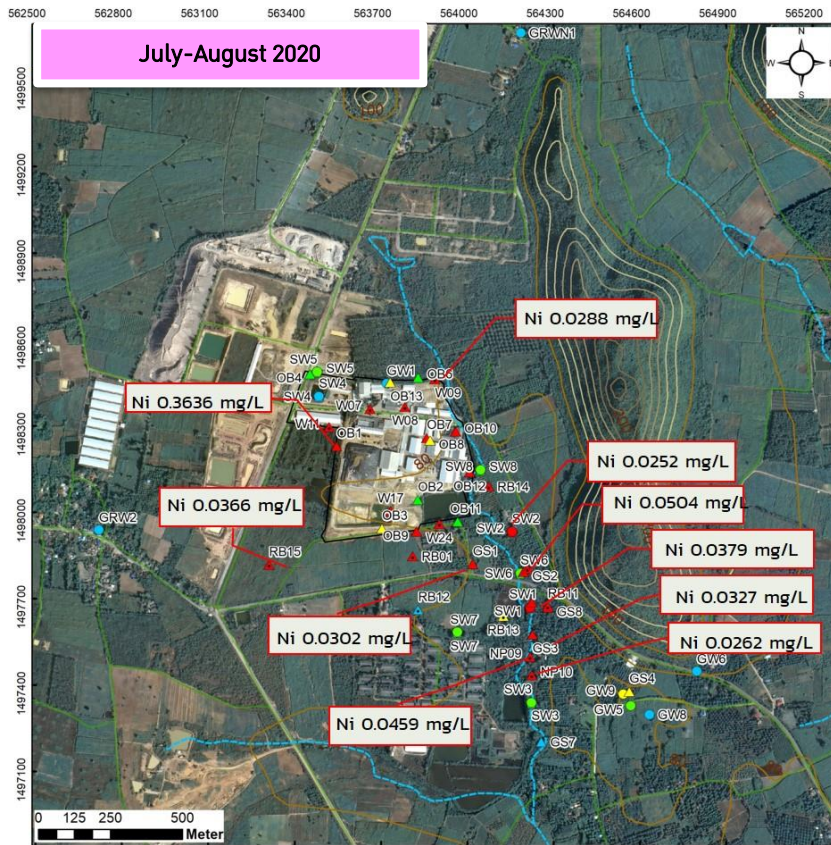 562500 562800 563100 563400 563700 564000 564300 564600 564900 565200
July-August 2020
GRWN1
N
W
S
1499500
1499200
1498900
1498600
1498300
1498000
1497700
1497400
1497100
100
Ni 0.0288 mg/L
SW5
SW5
OB4
GW1
OB5
SW4
SW4
OB13
W09
Ni 0.3636 mg/L
W07
W08
OB7
OB10
W11
OB1
OB8
80
SW8
SW8
Ni 0.0252 mg/L
OB12
RB14
Ni 0.0366 mg/L
OB2
Ni 0.0504 mg/L
W17
OB3
OB11
GRW2
SW2
SW2
OB9
W24
Ni 0.0379 mg/L
RB01
GS1
SW6
RB15
SW6
GS2
RB11
Ni 0.0327 mg/L
RB12
SW1
SW1
GS8
Ni 0.0302 mg/L
RB13
SW7
SW7
GS3
Ni 0.0262 mg/L
NP09
NP10
GW6
GS4
GW9
SW3
SW3
GW5
GW8
Ni 0.0459 mg/L
GS7
0 125 250 500
Meter